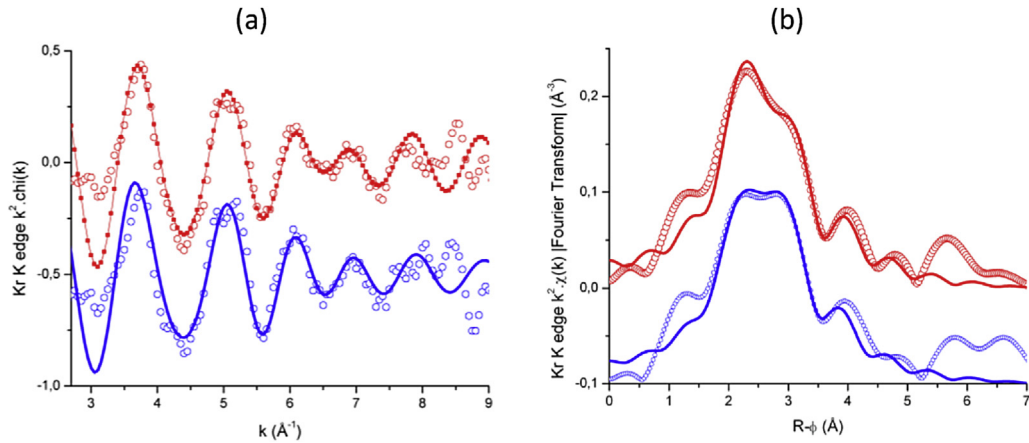 (a)
(b)
0,5
0,0
-0,5
-1,0
Kr K edge k².chi(k)
3 4 5 6 7 8 9
k (Å⁻¹)
0,2
0,1
0,0
-0,1
Kr K edge k².χ(k) |Fourier Transform| (Å⁻³)
0 1 2 3 4 5 6 7
R-ϕ (Å)